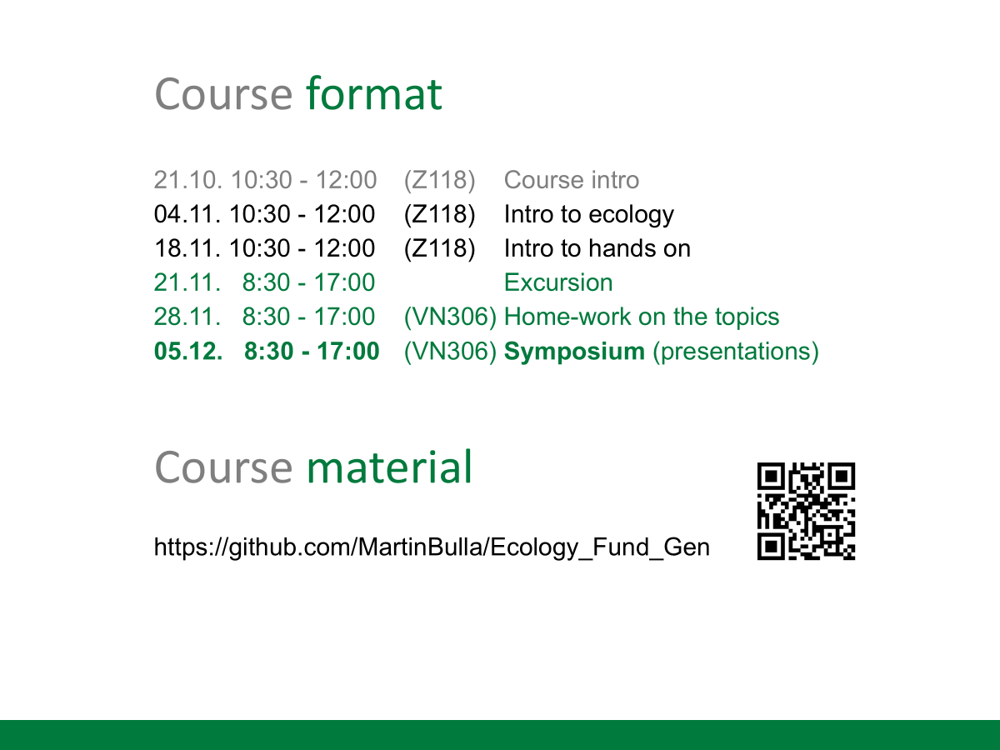 Course format
21.10. 10:30 - 12:00 (Z118) Course intro
04.11. 10:30 - 12:00 (Z118) Intro to ecology
18.11. 10:30 - 12:00 (Z118) Intro to hands on
21.11. 8:30 - 17:00 Excursion
28.11. 8:30 - 17:00 (VN306) Home-work on the topics
05.12. 8:30 - 17:00 (VN306) Symposium (presentations)
Course material
https://github.com/MartinBulla/Ecology_Fund_Gen